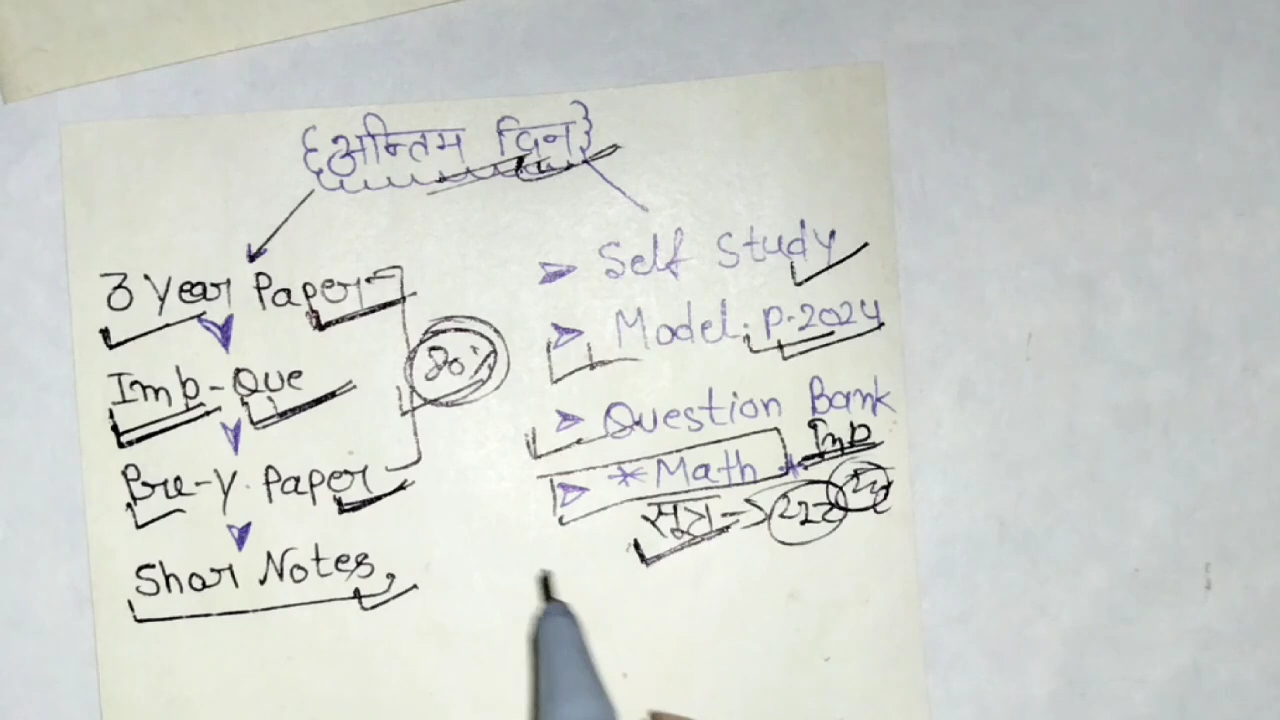 {अन्तिम दिन}
3 Year Paper
Imp-Que
80%
Pre-Y. Paper
Shor Notes,
Self Study
Model. P-2024
Question Bank
Imp
*Math *
सूत्र ->